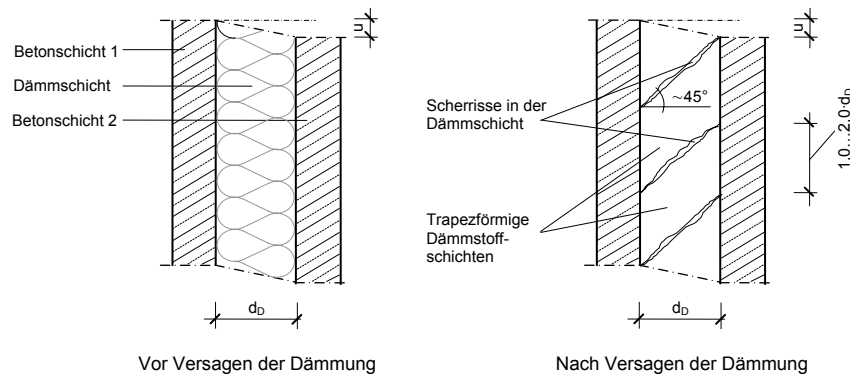 u
Betonschicht 1
Dämmschicht
Betonschicht 2
d_D
Vor Versagen der Dämmung
u
~45°
Scherrisse in der
Dämmschicht
1,0...2,0·d_D
Trapezförmige
Dämmstoff-
schichten
d_D
Nach Versagen der Dämmung